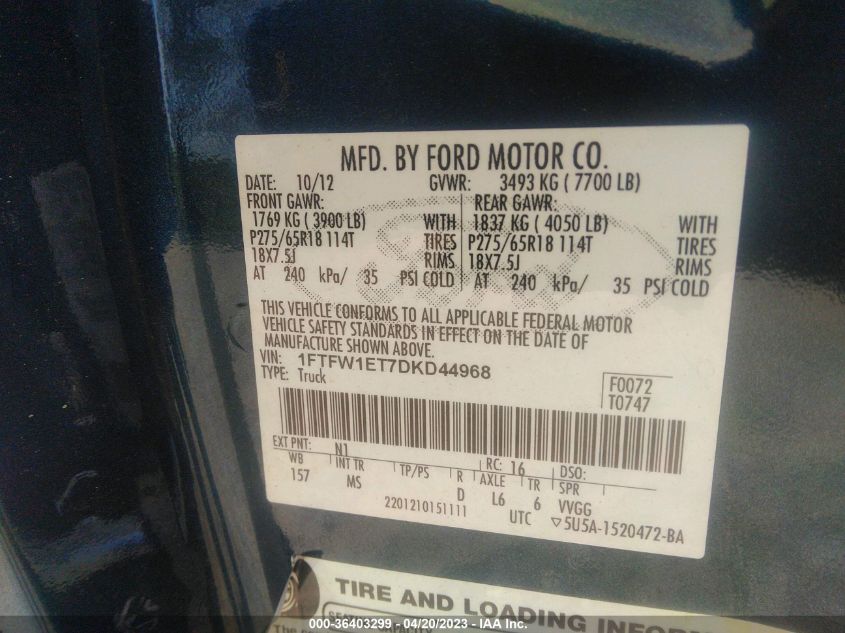 MFD. BY FORD MOTOR CO.
DATE: 10/12 GVWR: 3493 KG ( 7700 LB)
FRONT GAWR: REAR GAWR:
1769 KG ( 3900 LB) WITH 1837 KG ( 4050 LB) WITH
P275/65R18 114T TIRES P275/65R18 114T TIRES
18X7.5J RIMS 18X7.5J RIMS
AT 240 kPa/ 35 PSI COLD AT 240 kPa/ 35 PSI COLD
THIS VEHICLE CONFORMS TO ALL APPLICABLE FEDERAL MOTOR
VEHICLE SAFETY STANDARDS IN EFFECT ON THE DATE OF
MANUFACTURE SHOWN ABOVE.
VIN: 1FTFW1ET7DKD44968
TYPE: Truck
F0072
T0747
EXT PNT: N1 RC: 16 DSO:
WB INT TR TP/PS R AXLE TR SPR
157 MS D L6 6 VVGG
2201210151111 UTC ▽5U5A-1520472-BA
TIRE AND LOADING INFOR
SEATING CAPACITY
The
000-36403299 - 04/20/2023 - IAA Inc.